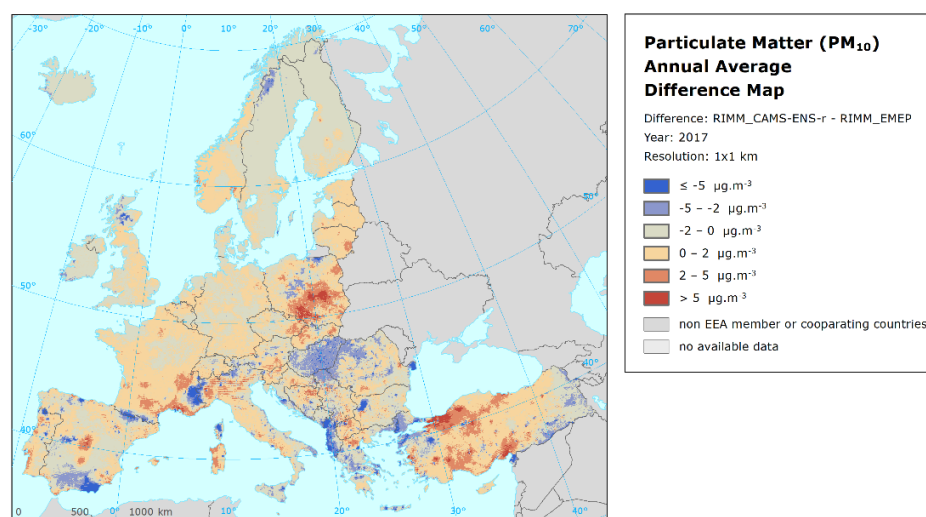 -30° -20° -10° 0° 10° 20° 30° 40° 50° 60° 70°
60°
50°
50°
40°
40°
0 500 1000 km 0° 10° 20° 30° 40°
Particulate Matter (PM₁₀)
Annual Average
Difference Map
Difference: RIMM_CAMS-ENS-r - RIMM_EMEP
Year: 2017
Resolution: 1x1 km
≤ -5 µg.m⁻³
-5 – -2 µg.m⁻³
-2 – 0 µg.m⁻³
0 – 2 µg.m⁻³
2 – 5 µg.m⁻³
> 5 µg.m⁻³
non EEA member or cooparating countries
no available data